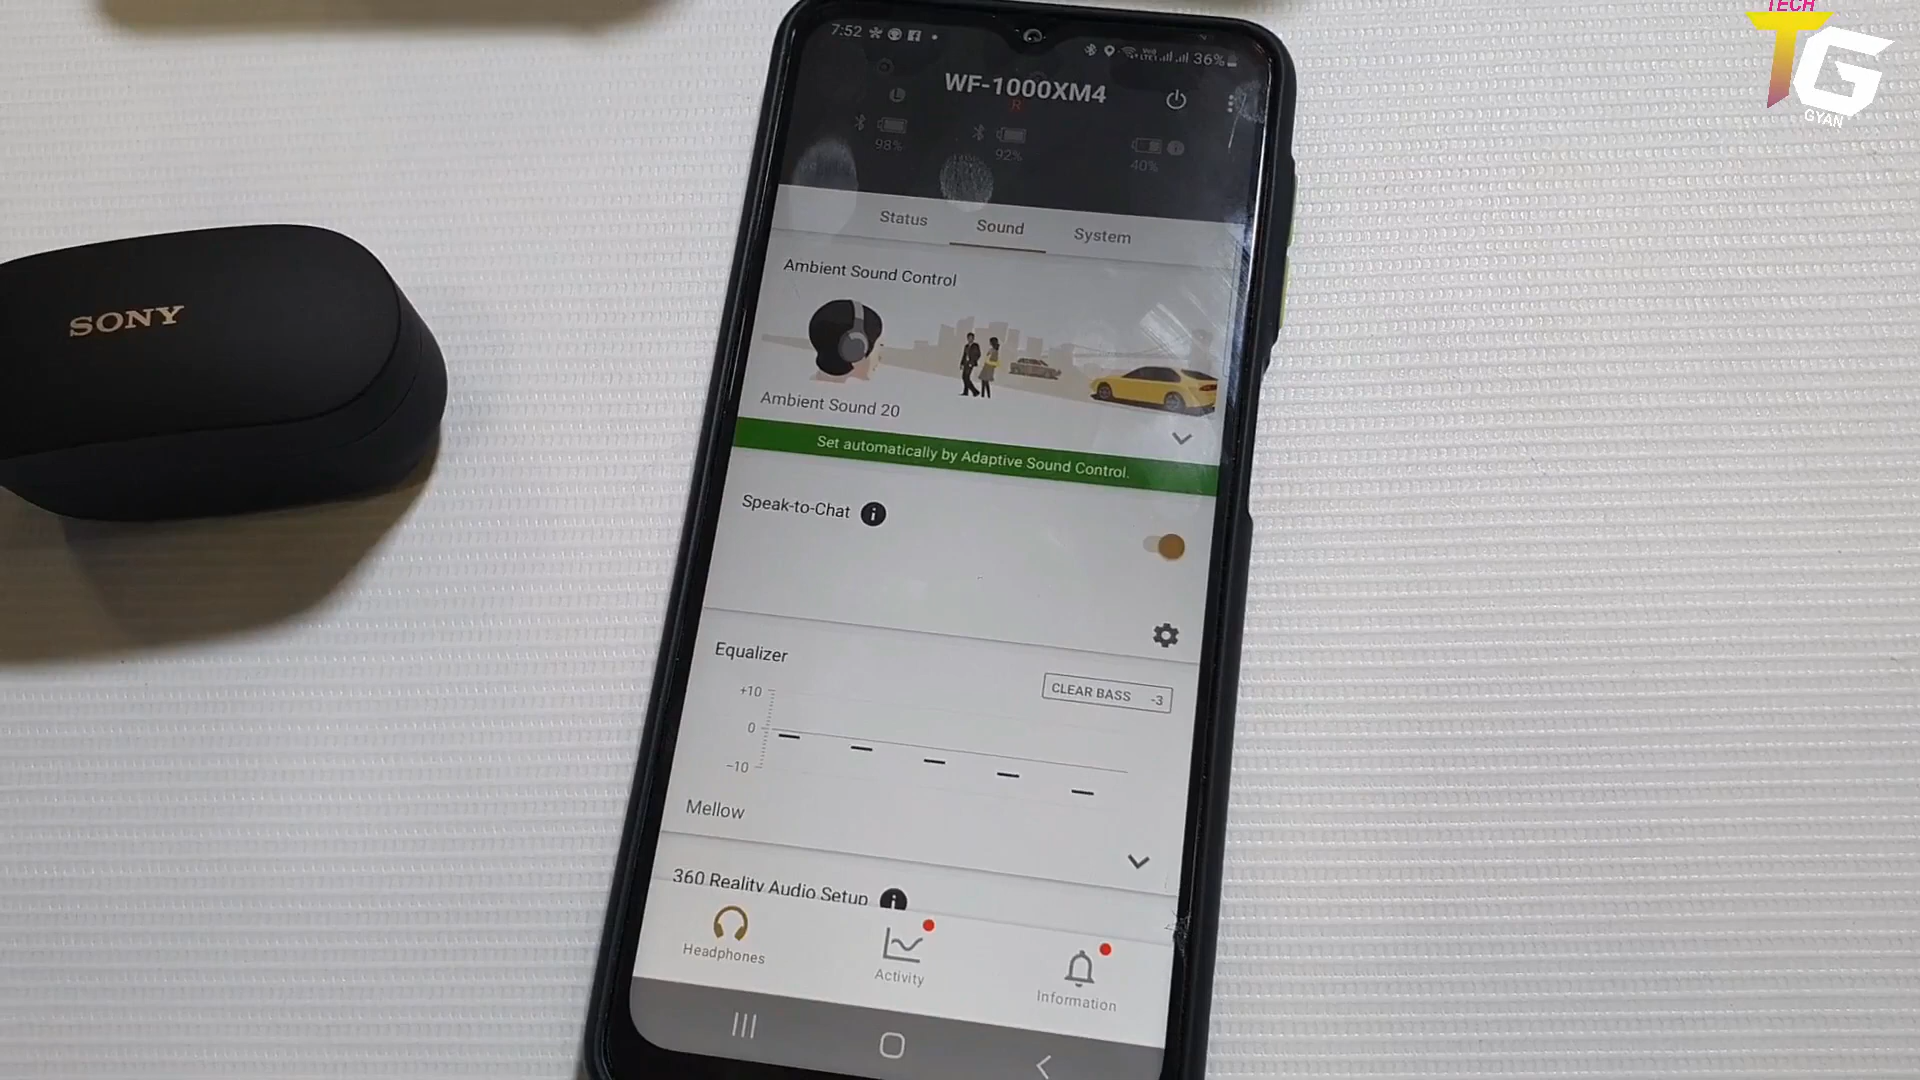 TECH
TG
GYAN
SONY
7:52
36%
WF-1000XM4
L
R
98%
92%
40%
Status
Sound
System
Ambient Sound Control
Ambient Sound 20
Set automatically by Adaptive Sound Control.
Speak-to-Chat
Equalizer
CLEAR BASS -3
+10
0
-10
Mellow
360 Reality Audio Setup
Headphones
Activity
Information